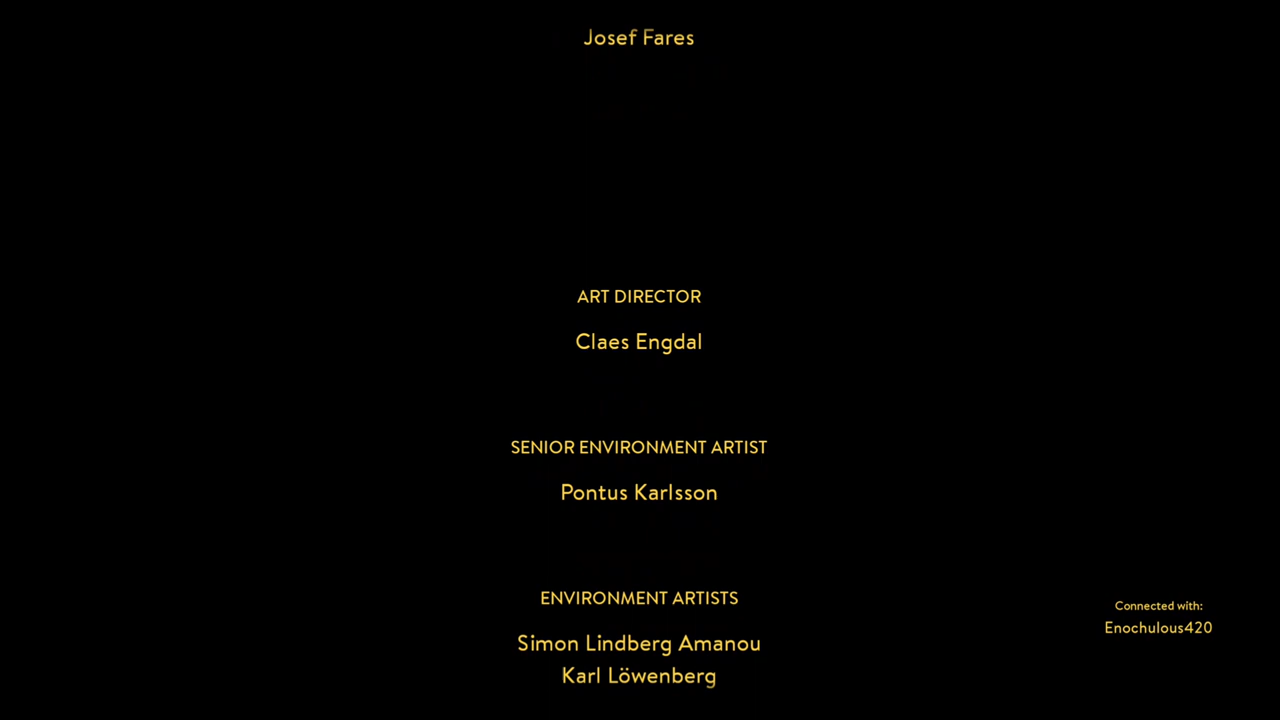 Josef Fares
ART DIRECTOR
Claes Engdal
SENIOR ENVIRONMENT ARTIST
Pontus Karlsson
ENVIRONMENT ARTISTS
Simon Lindberg Amanou
Karl Löwenberg
Connected with:
Enochulous420